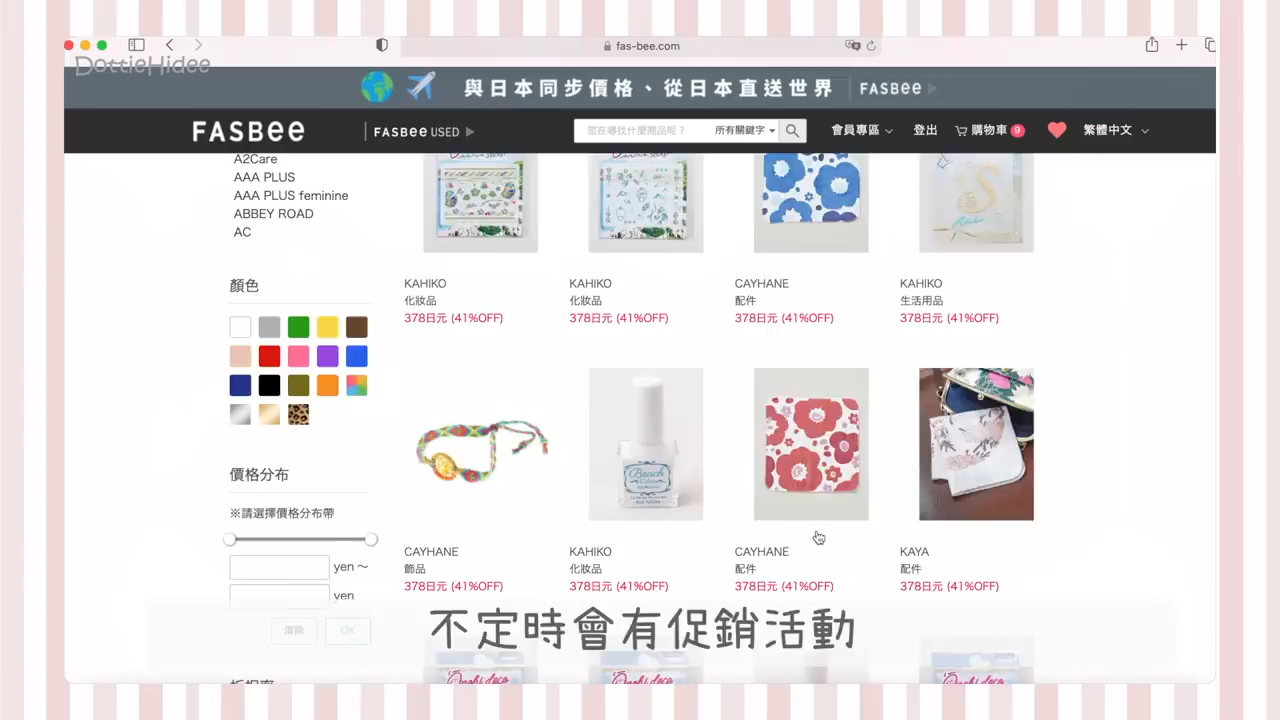 fas-bee.com
DottieHidee
與日本同步價格、從日本直送世界 FASBEE
FASBEE FASBEE USED 您在尋找什麼商品呢？ 所有關鍵字 會員專區 登出 購物車 9 繁體中文
A2Care
AAA PLUS
AAA PLUS feminine
ABBEY ROAD
AC
KAHIKO KAHIKO CAYHANE KAHIKO
化妝品 化妝品 配件 生活用品
378日元 (41%OFF) 378日元 (41%OFF) 378日元 (41%OFF) 378日元 (41%OFF)
顏色
價格分布
※請選擇價格分布帶
yen ～
yen
清除 OK
Beach
CAYHANE KAHIKO CAYHANE KAYA
飾品 化妝品 配件 配件
378日元 (41%OFF) 378日元 (41%OFF) 378日元 (41%OFF) 378日元 (41%OFF)
不定時會有促銷活動